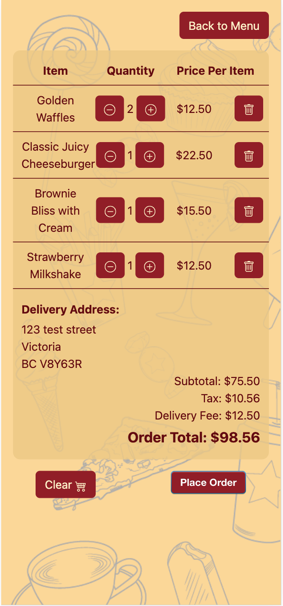 Back to Menu
Item Quantity Price Per Item
Golden
Waffles
2 $12.50
Classic Juicy
Cheeseburger
1 $22.50
Brownie
Bliss with
Cream
1 $15.50
Strawberry
Milkshake
1 $12.50
Delivery Address:
123 test street
Victoria
BC V8Y63R
Subtotal: $75.50
Tax: $10.56
Delivery Fee: $12.50
Order Total: $98.56
Clear
Place Order